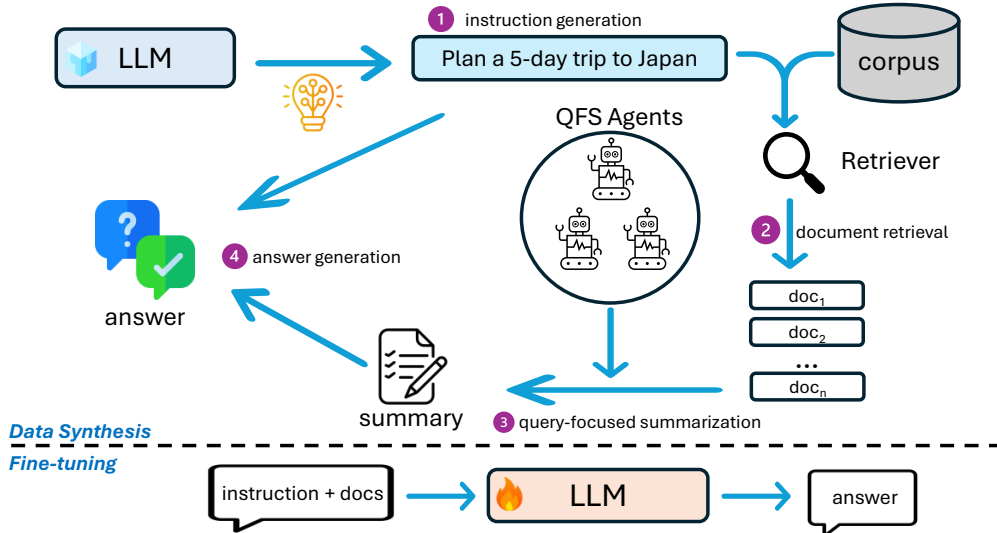 LLM
1 instruction generation
Plan a 5-day trip to Japan
corpus
QFS Agents
Retriever
2 document retrieval
doc1
doc2
...
docn
4 answer generation
answer
summary
3 query-focused summarization
Data Synthesis
Fine-tuning
instruction + docs
LLM
answer